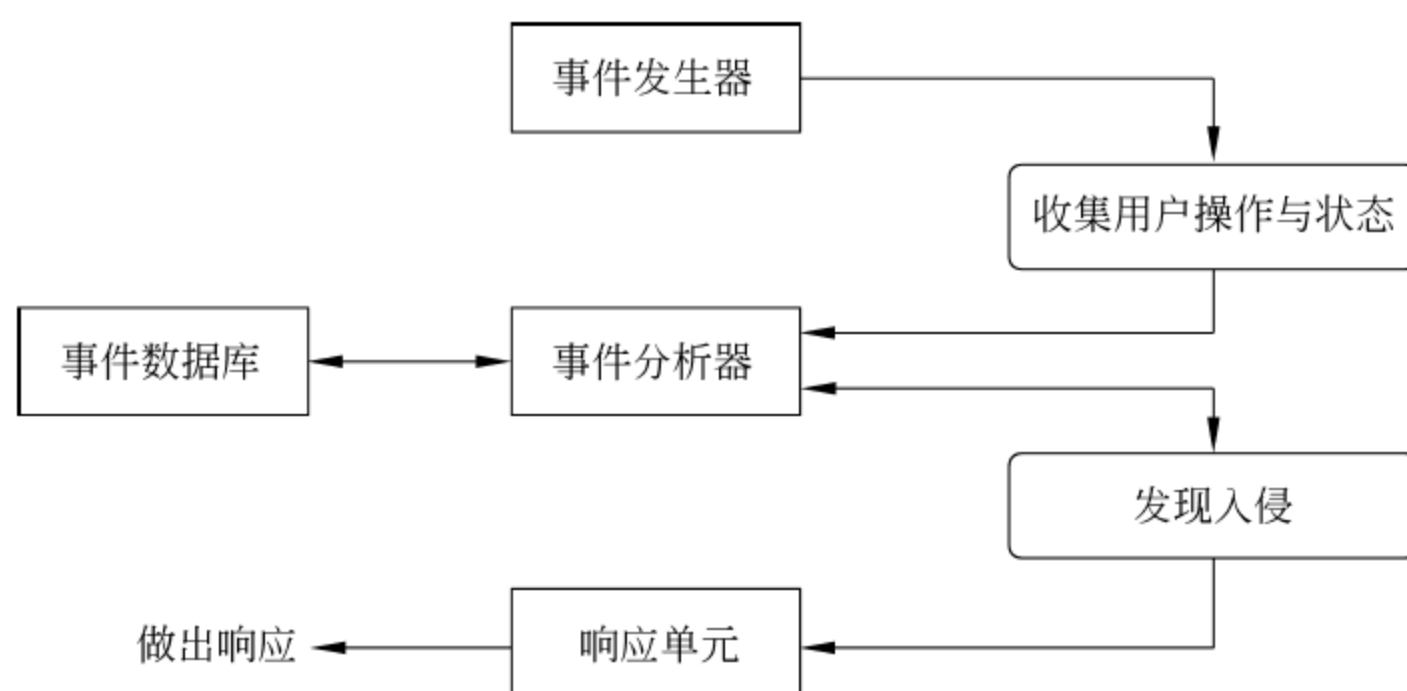 事件发生器
收集用户操作与状态
事件数据库
事件分析器
发现入侵
做出响应
响应单元